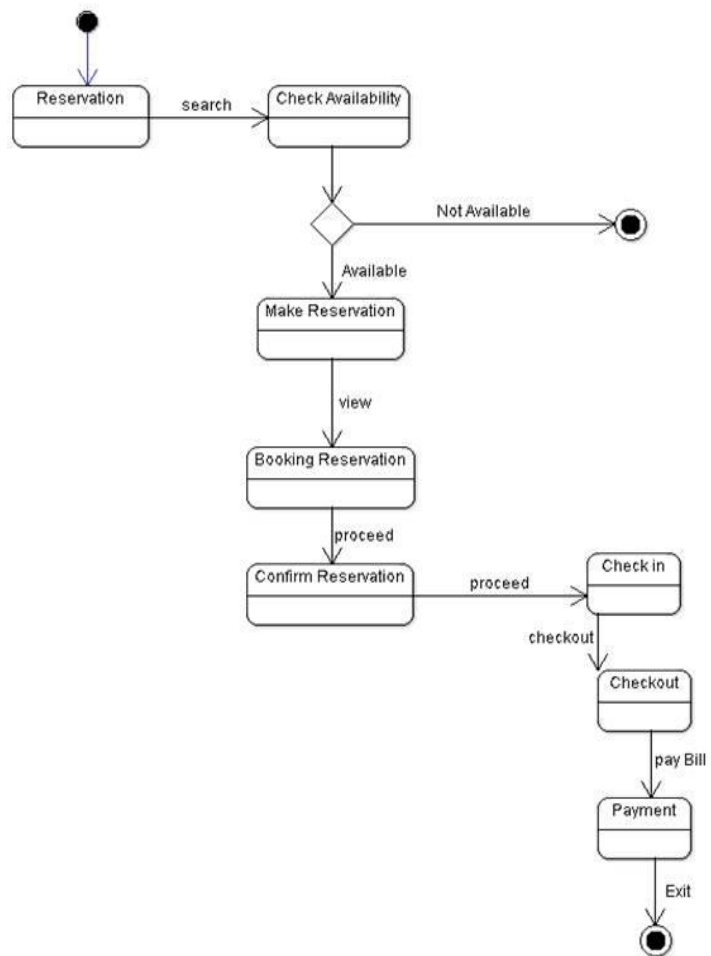 Reservation
search
Check Availability
Not Available
Available
Make Reservation
view
Booking Reservation
proceed
Confirm Reservation
proceed
Check in
checkout
Checkout
pay Bill
Payment
Exit